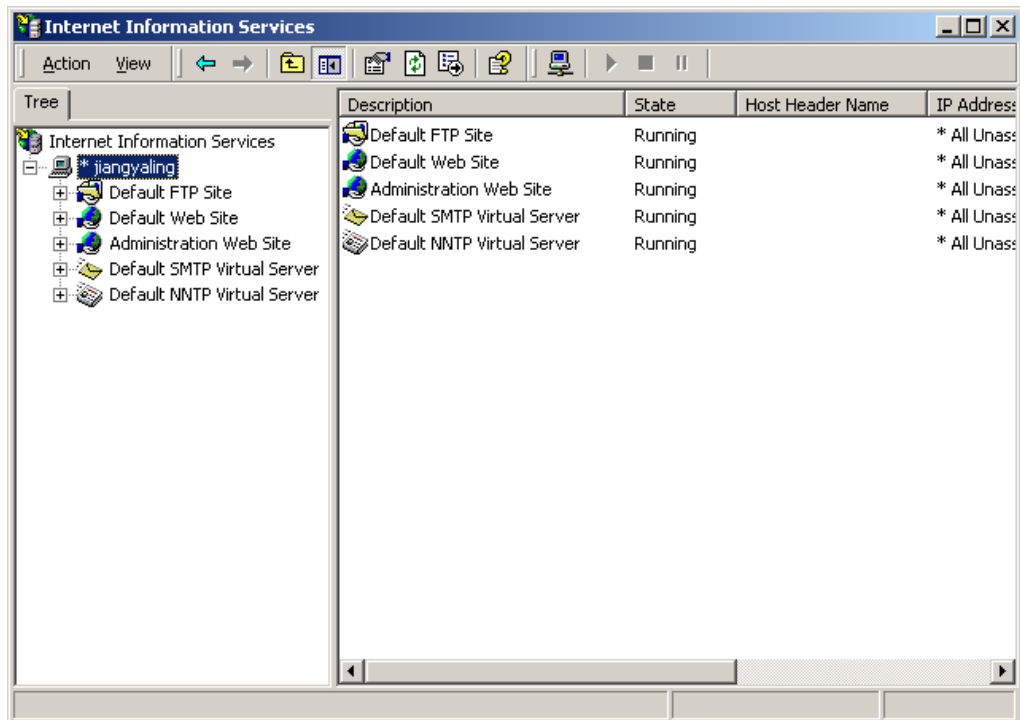 Internet Information Services
Action View
Tree
Internet Information Services
* jiangyaling
Default FTP Site
Default Web Site
Administration Web Site
Default SMTP Virtual Server
Default NNTP Virtual Server
Description State Host Header Name IP Address
Default FTP Site Running * All Unass
Default Web Site Running * All Unass
Administration Web Site Running * All Unass
Default SMTP Virtual Server Running * All Unass
Default NNTP Virtual Server Running * All Unass